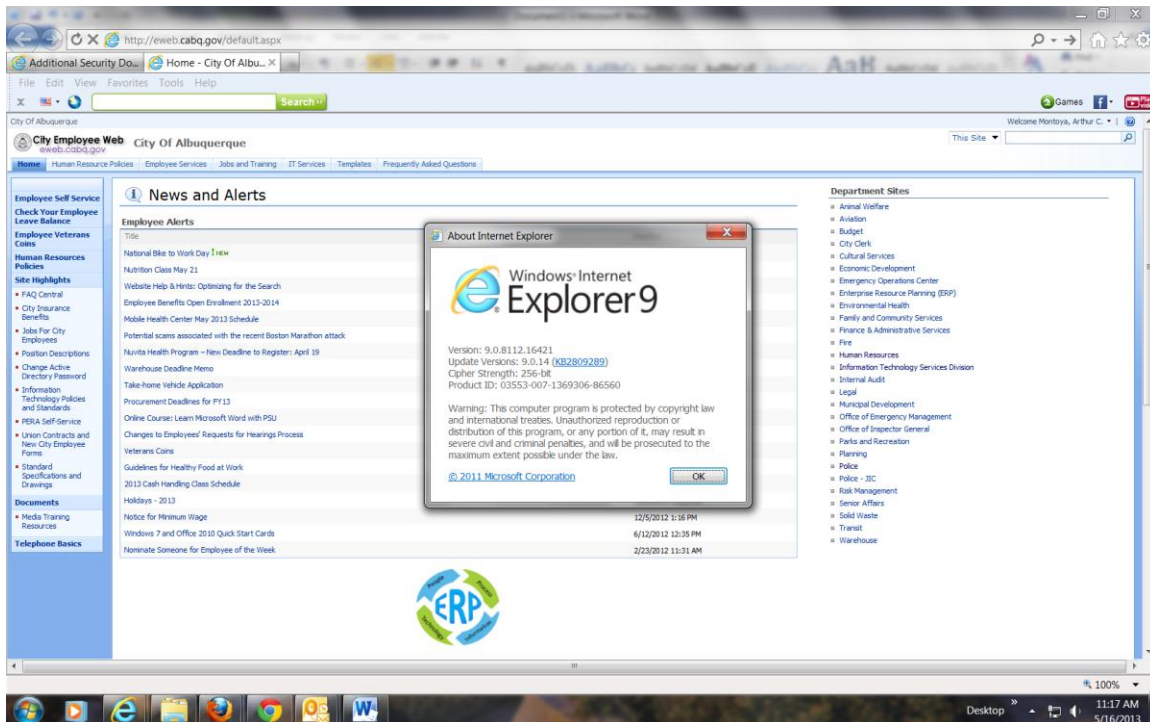 Document1 - Microsoft Word
http://eweb.cabq.gov/default.aspx
Additional Security Do...
Home - City Of Albu...
File Edit View Favorites Tools Help
Search
Games
City Of Albuquerque
Welcome Montoya, Arthur C.
City Employee Web
eweb.cabq.gov
City Of Albuquerque
This Site
Home Human Resource Policies Employee Services Jobs and Training IT Services Templates Frequently Asked Questions
Employee Self Service
Check Your Employee
Leave Balance
Employee Veterans
Coins
Human Resources
Policies
Site Highlights
FAQ Central
City Insurance
Benefits
Jobs For City
Employees
Position Descriptions
Change Active
Directory Password
Information
Technology Policies
and Standards
PERA Self-Service
Union Contracts and
New City Employee
Forms
Standard
Specifications and
Drawings
Documents
Media Training
Resources
Telephone Basics
News and Alerts
Employee Alerts
Title
National Bike to Work Day ! NEW
Nutrition Class May 21
Website Help & Hints: Optimizing for the Search
Employee Benefits Open Enrollment 2013-2014
Mobile Health Center May 2013 Schedule
Potential scams associated with the recent Boston Marathon attack
Nuvita Health Program – New Deadline to Register: April 19
Warehouse Deadline Memo
Take-home Vehicle Application
Procurement Deadlines for FY13
Online Course: Learn Microsoft Word with PSU
Changes to Employees' Requests for Hearings Process
Veterans Coins
Guidelines for Healthy Food at Work
2013 Cash Handling Class Schedule
Holidays - 2013
Notice for Minimum Wage 12/5/2012 1:16 PM
Windows 7 and Office 2010 Quick Start Cards 6/12/2012 12:35 PM
Nominate Someone for Employee of the Week 2/23/2012 11:31 AM
About Internet Explorer
Windows Internet
Explorer 9
Version: 9.0.8112.16421
Update Versions: 9.0.14 (KB2809289)
Cipher Strength: 256-bit
Product ID: 03553-007-1369306-86560
Warning: This computer program is protected by copyright law
and international treaties. Unauthorized reproduction or
distribution of this program, or any portion of it, may result in
severe civil and criminal penalties, and will be prosecuted to the
maximum extent possible under the law.
© 2011 Microsoft Corporation
OK
Department Sites
Animal Welfare
Aviation
Budget
City Clerk
Cultural Services
Economic Development
Emergency Operations Center
Enterprise Resource Planning (ERP)
Environmental Health
Family and Community Services
Finance & Administrative Services
Fire
Human Resources
Information Technology Services Division
Internal Audit
Legal
Municipal Development
Office of Emergency Management
Office of Inspector General
Parks and Recreation
Planning
Police
Police - JIC
Risk Management
Senior Affairs
Solid Waste
Transit
Warehouse
People
Process
ERP
Technology
Information
100%
Desktop
11:17 AM
5/16/2013